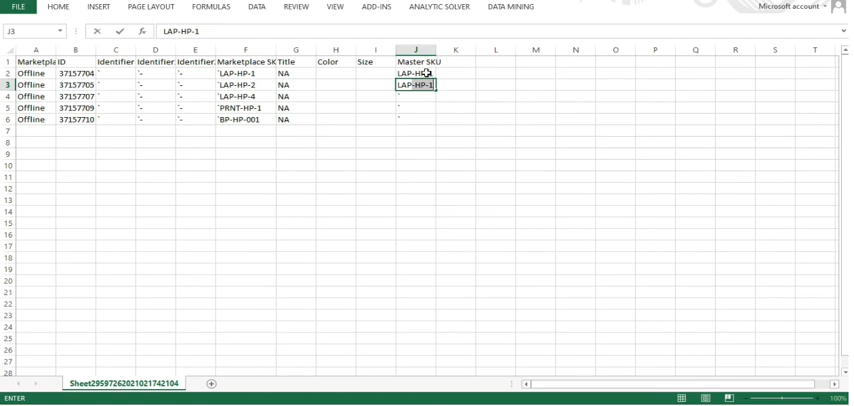 FILE HOME INSERT PAGE LAYOUT FORMULAS DATA REVIEW VIEW ADD-INS ANALYTIC SOLVER DATA MINING Microsoft account
J3 LAP-HP-1
A B C D E F G H I J K L M N O P Q R S T
1 Marketpla ID Identifier Identifier Identifier Marketplace SK Title Color Size Master SKU
2 Offline 37157704 ` `- `- `LAP-HP-1 NA LAP-HP-1
3 Offline 37157705 ` `- `- `LAP-HP-2 NA LAP-HP-1
4 Offline 37157707 ` `- `- `LAP-HP-4 NA `
5 Offline 37157709 ` `- `- `PRNT-HP-1 NA `
6 Offline 37157710 ` `- `- `BP-HP-001 NA `
7
8
9
10
11
12
13
14
15
16
17
18
19
20
21
22
23
24
25
26
27
28
Sheet29597262021021742104
ENTER 100%